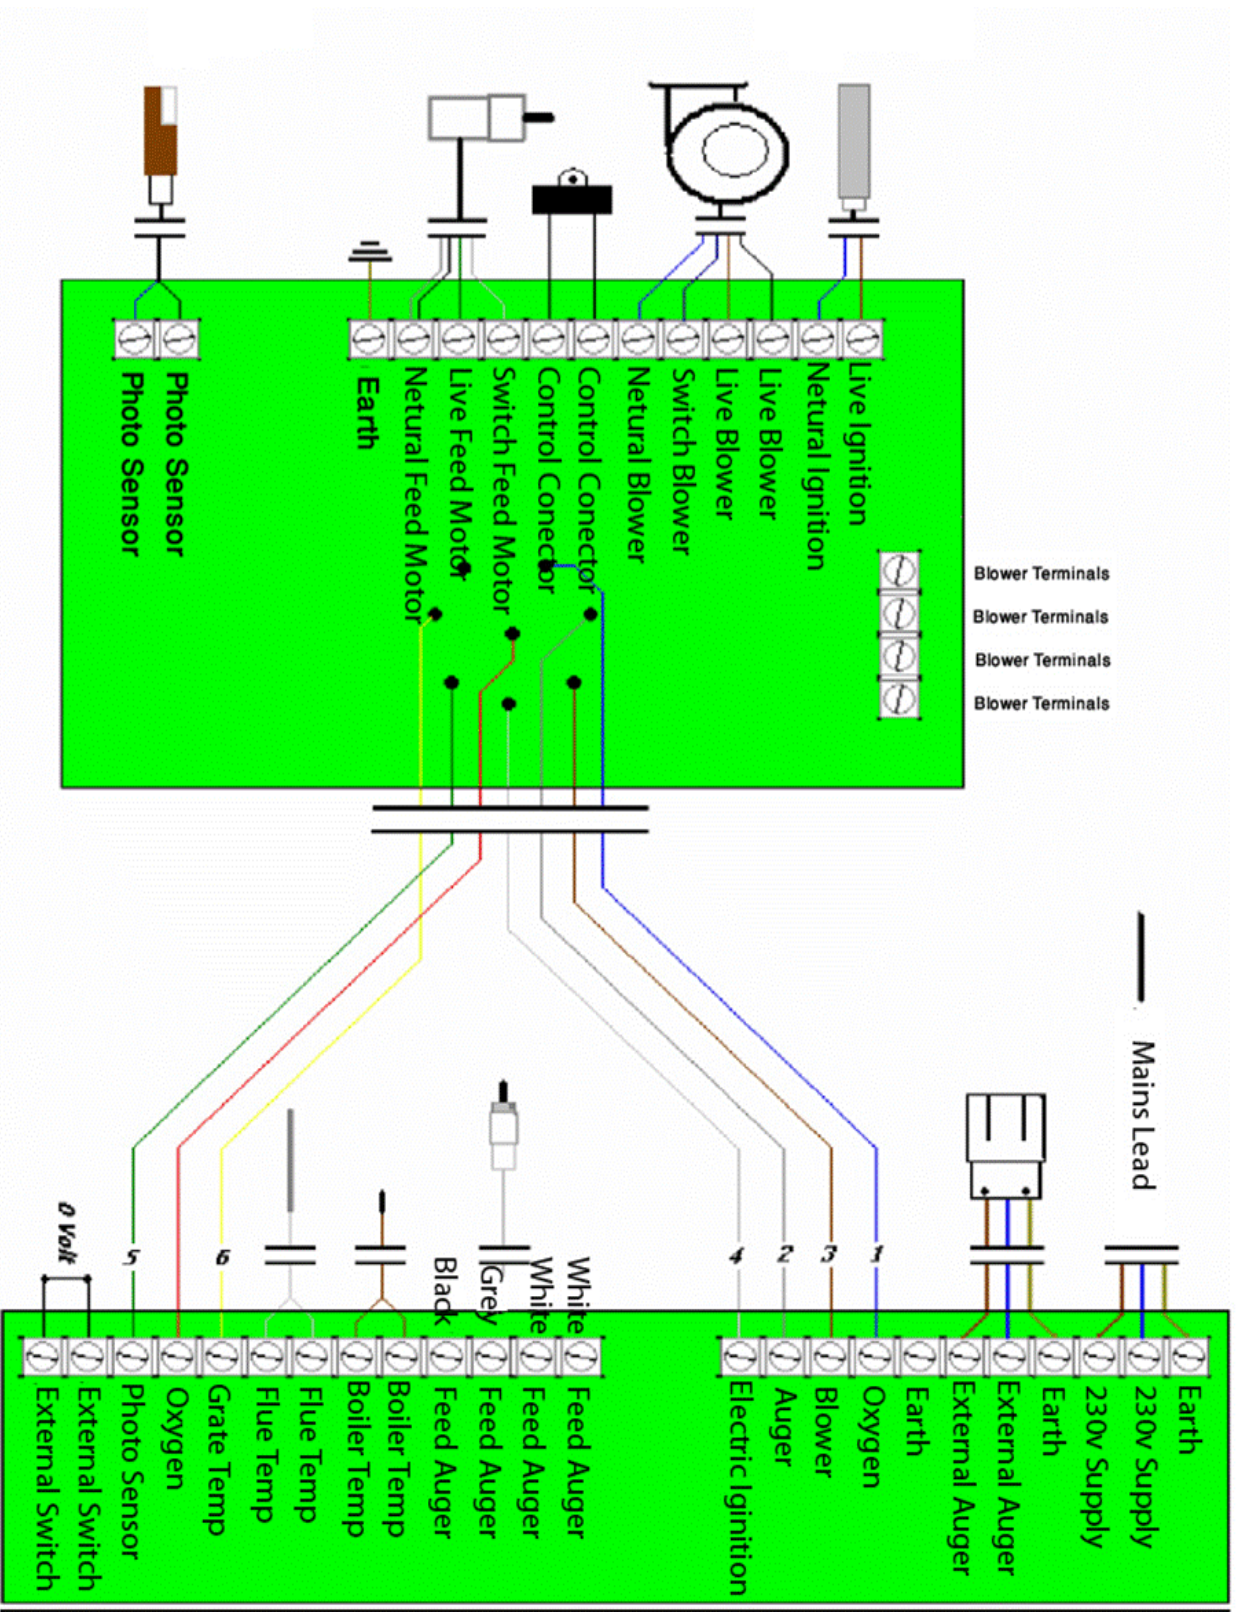 Photo Sensor
Photo Sensor
Earth
Netural Feed Motor
Live Feed Motor
Switch Feed Motor
Control Conector
Control Conector
Netural Blower
Switch Blower
Live Blower
Live Blower
Netural Ignition
Live Ignition
Blower Terminals
Blower Terminals
Blower Terminals
Blower Terminals
Mains Lead
0 Volt
5
6
Black
Grey
White
White
4
2
3
1
External Switch
External Switch
Photo Sensor
Oxygen
Grate Temp
Flue Temp
Flue Temp
Boiler Temp
Boiler Temp
Feed Auger
Feed Auger
Feed Auger
Feed Auger
Electric Iginition
Auger
Blower
Oxygen
Earth
External Auger
External Auger
Earth
230v Supply
230v Supply
Earth